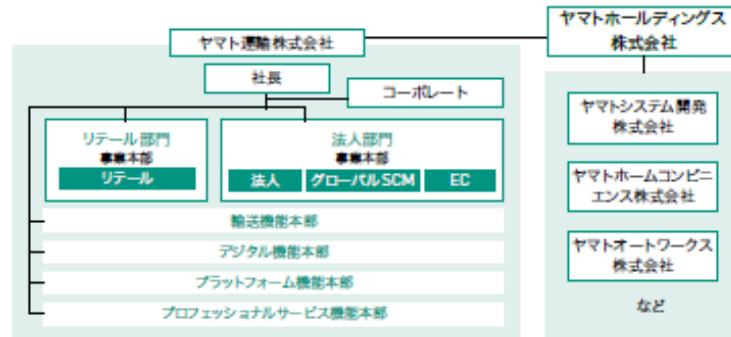 ヤマトホールディングス
株式会社
ヤマト運輸株式会社
社長
コーポレート
リテール部門
事業本部
リテール
法人部門
事業本部
法人
グローバルSCM
EC
輸送機能本部
デジタル機能本部
プラットフォーム機能本部
プロフェッショナルサービス機能本部
ヤマトシステム開発
株式会社
ヤマトホームコンビニ
エンス株式会社
ヤマトオートワークス
株式会社
など